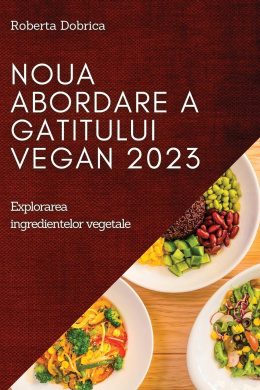 Roberta Dobrica
NOUA
ABORDARE A
GATITULUI
VEGAN 2023
Explorarea
ingredientelor vegetale